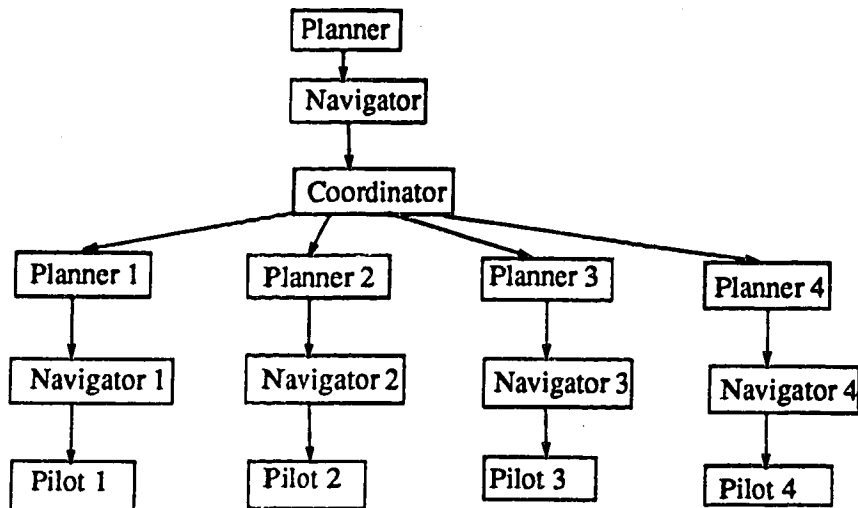 Planner
Navigator
Coordinator
Planner 1
Planner 2
Planner 3
Planner 4
Navigator 1
Navigator 2
Navigator 3
Navigator 4
Pilot 1
Pilot 2
Pilot 3
Pilot 4